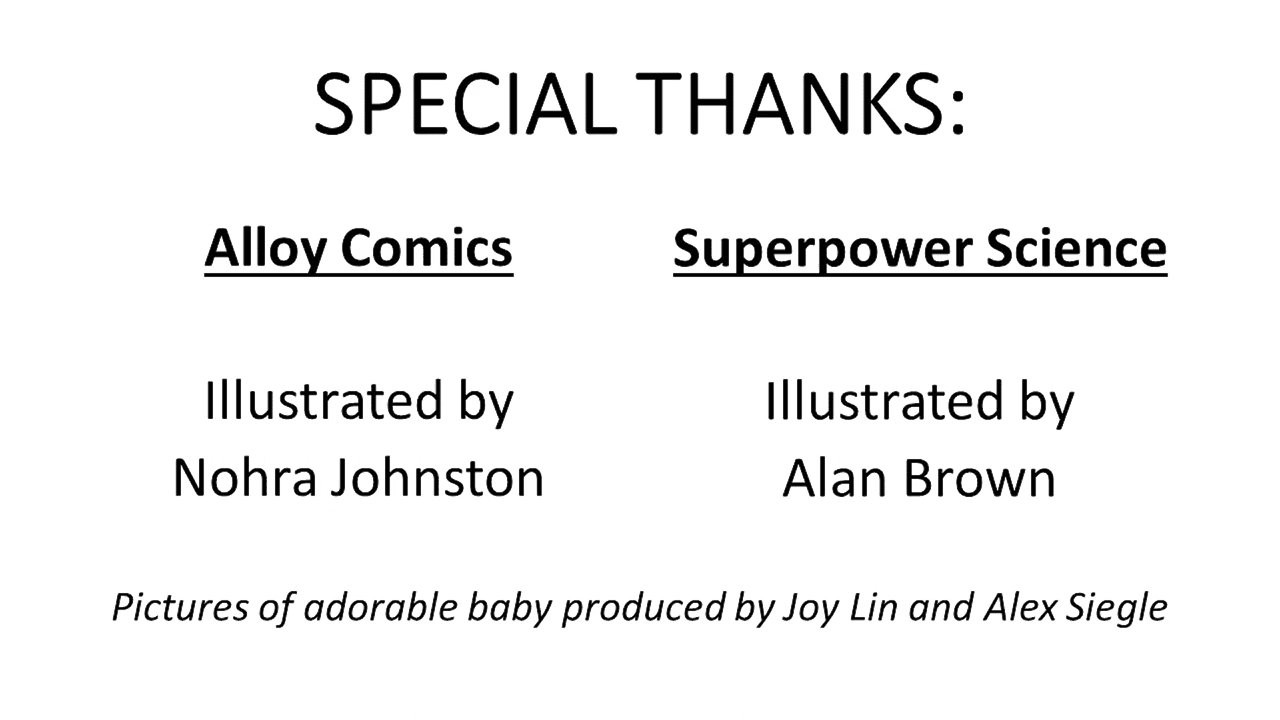 SPECIAL THANKS:
Alloy Comics
Illustrated by
Nohra Johnston
Superpower Science
Illustrated by
Alan Brown
Pictures of adorable baby produced by Joy Lin and Alex Siegle